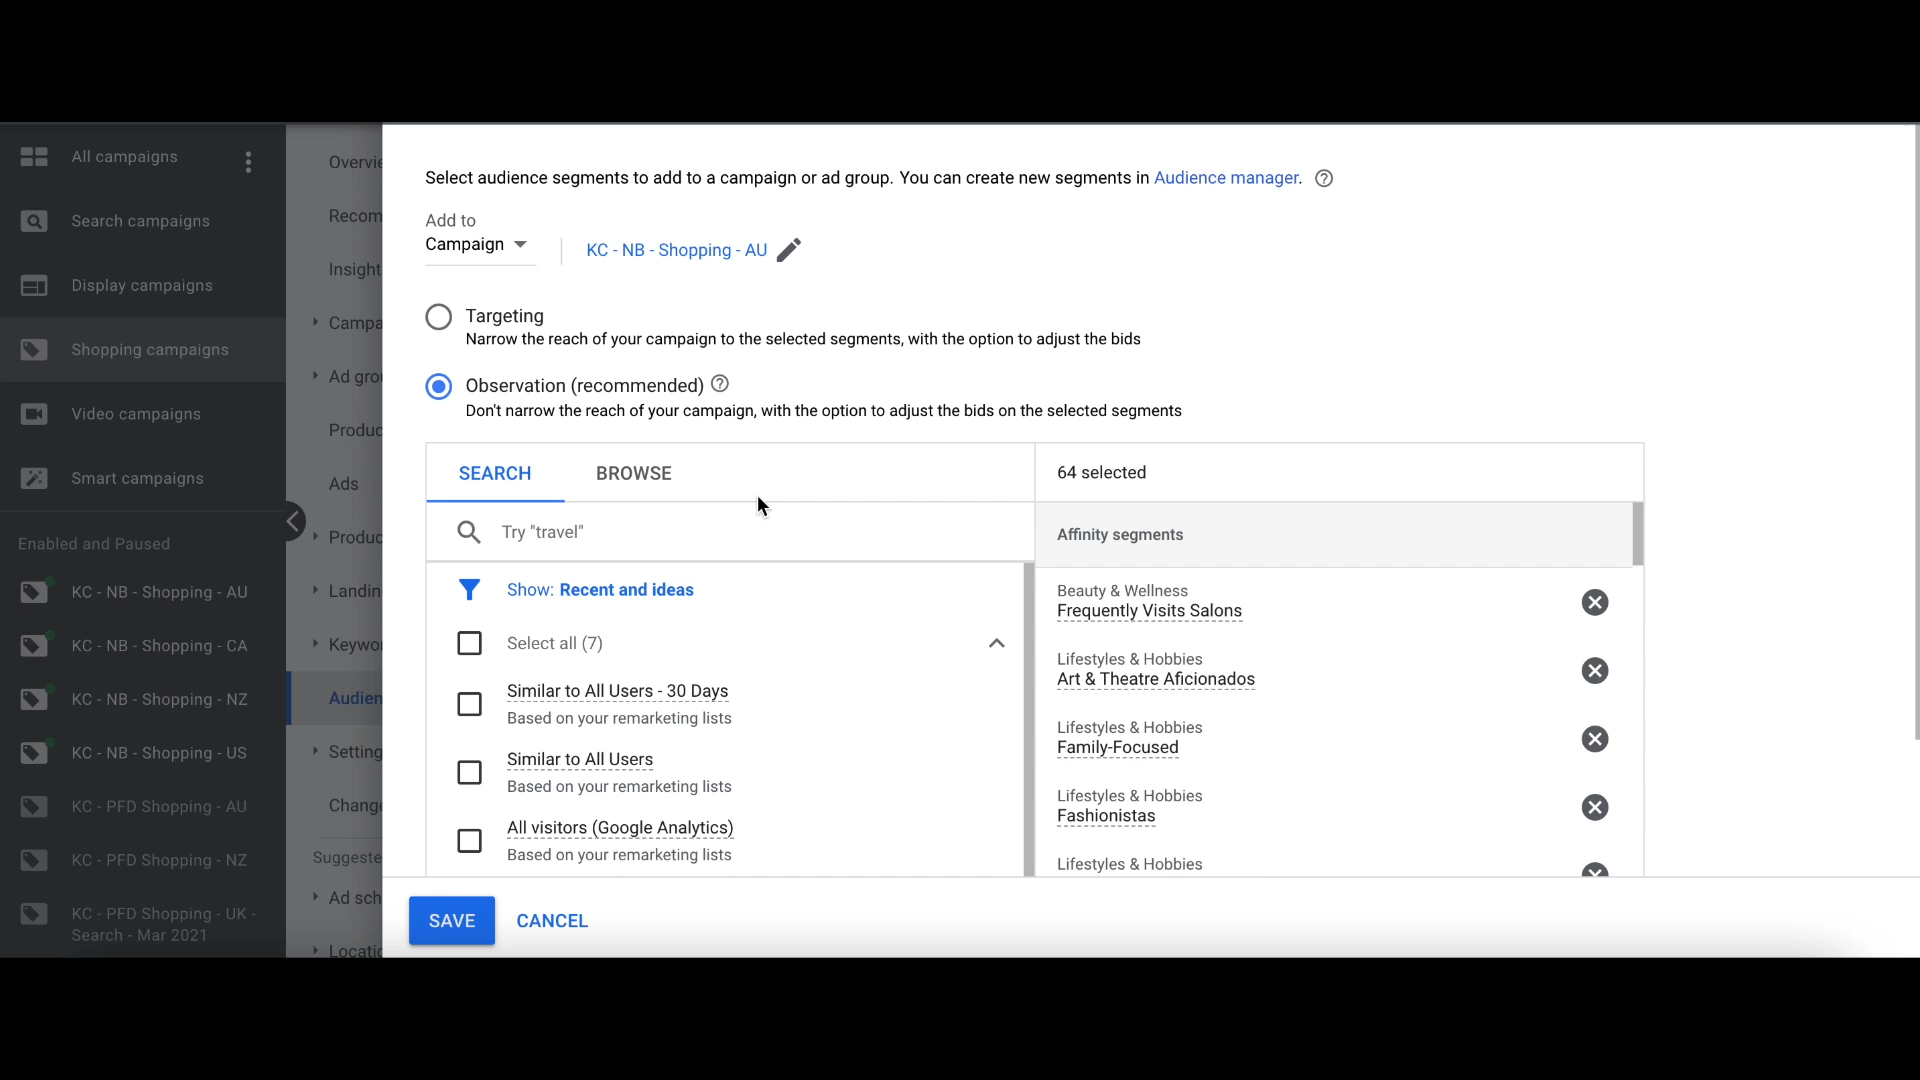 All campaigns
Search campaigns
Display campaigns
Shopping campaigns
Video campaigns
Smart campaigns
Enabled and Paused
KC - NB - Shopping - AU
KC - NB - Shopping - CA
KC - NB - Shopping - NZ
KC - NB - Shopping - US
KC - PFD Shopping - AU
KC - PFD Shopping - NZ
KC - PFD Shopping - UK -
Search - Mar 2021
Overvie
Recom
Insight
Campa
Ad grou
Produc
Ads
Produc
Landin
Keywor
Audien
Setting
Change
Suggeste
Ad sch
Locatic
Select audience segments to add to a campaign or ad group. You can create new segments in Audience manager.
Add to
Campaign
KC - NB - Shopping - AU
Targeting
Narrow the reach of your campaign to the selected segments, with the option to adjust the bids
Observation (recommended)
Don't narrow the reach of your campaign, with the option to adjust the bids on the selected segments
SEARCH BROWSE
Try "travel"
Show: Recent and ideas
Select all (7)
Similar to All Users - 30 Days
Based on your remarketing lists
Similar to All Users
Based on your remarketing lists
All visitors (Google Analytics)
Based on your remarketing lists
64 selected
Affinity segments
Beauty & Wellness
Frequently Visits Salons
Lifestyles & Hobbies
Art & Theatre Aficionados
Lifestyles & Hobbies
Family-Focused
Lifestyles & Hobbies
Fashionistas
Lifestyles & Hobbies
SAVE CANCEL